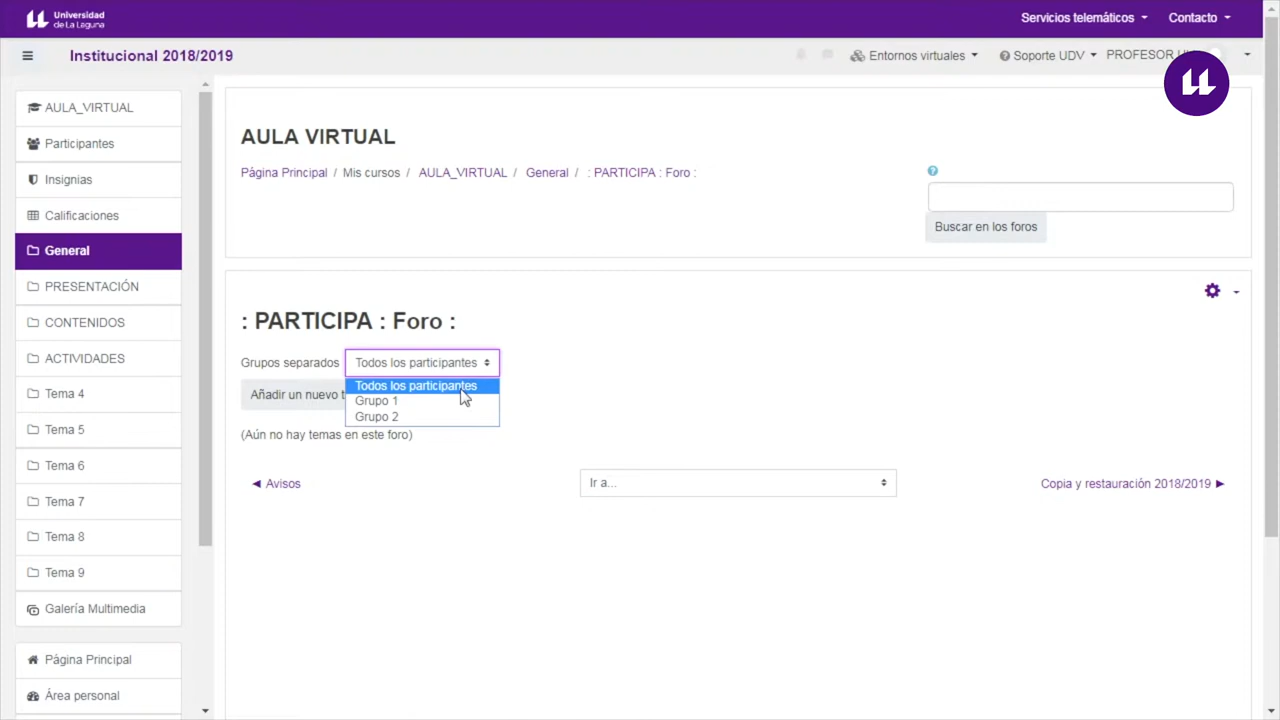 Universidad
de La Laguna
Servicios telemáticos
Contacto
Institucional 2018/2019
Entornos virtuales
Soporte UDV
PROFESOR
AULA_VIRTUAL
Participantes
Insignias
Calificaciones
General
PRESENTACIÓN
CONTENIDOS
ACTIVIDADES
Tema 4
Tema 5
Tema 6
Tema 7
Tema 8
Tema 9
Galería Multimedia
Página Principal
Área personal
AULA VIRTUAL
Página Principal / Mis cursos / AULA_VIRTUAL / General / : PARTICIPA : Foro :
Buscar en los foros
: PARTICIPA : Foro :
Grupos separados Todos los participantes
Todos los participantes
Añadir un nuevo t
Grupo 1
Grupo 2
(Aún no hay temas en este foro)
◄ Avisos
Ir a...
Copia y restauración 2018/2019 ►